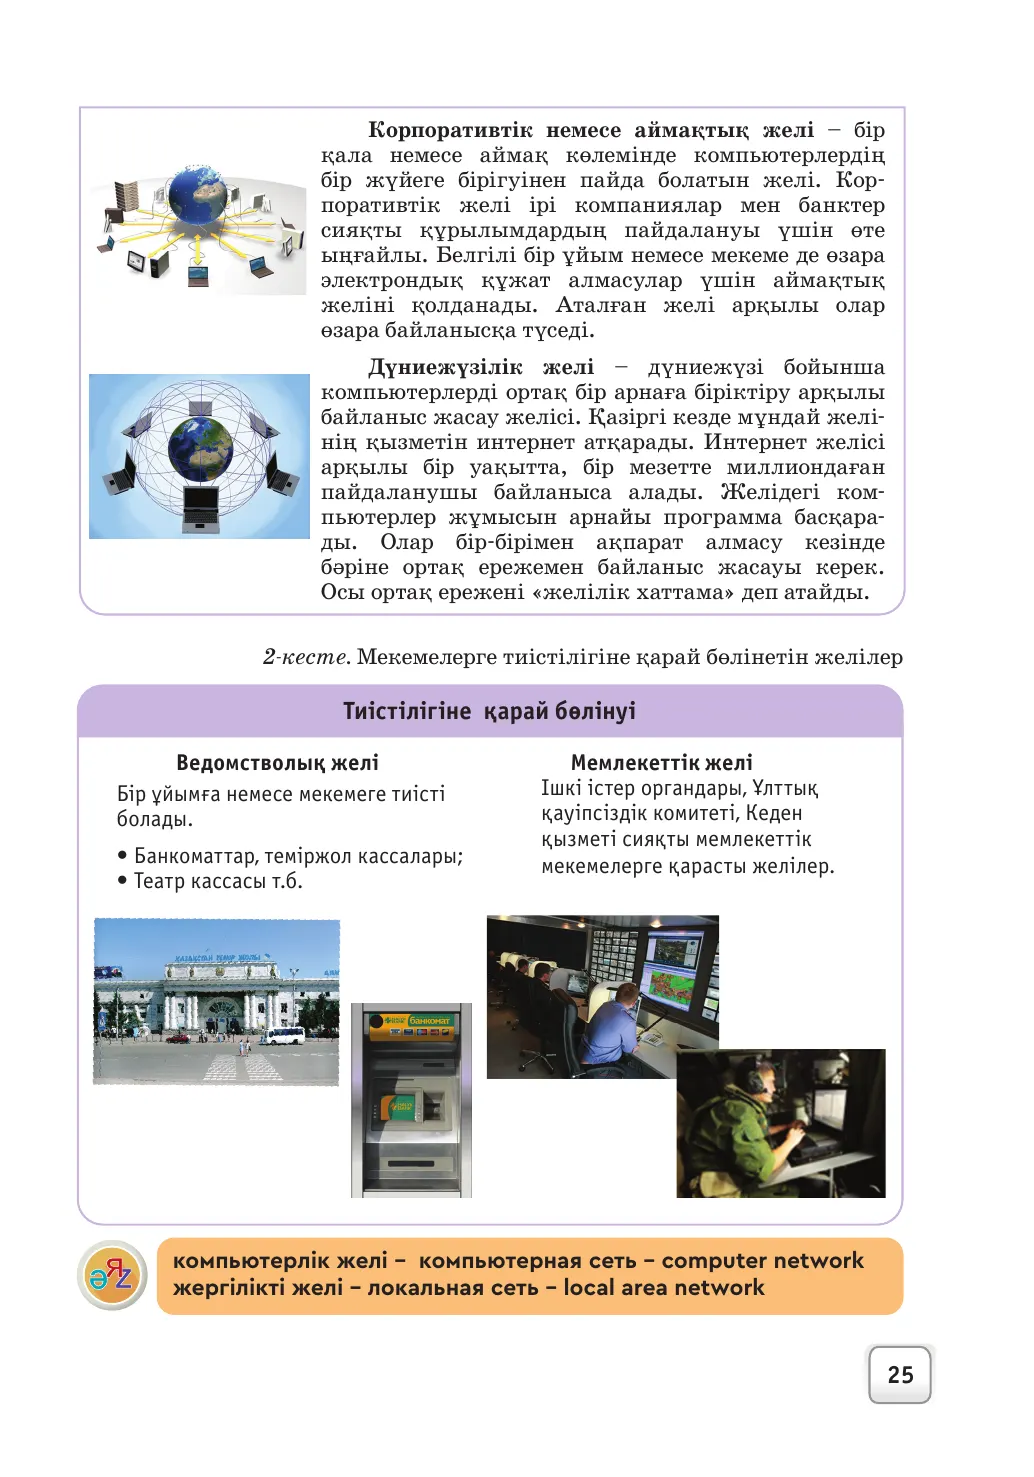 Корпоративтік немесе аймақтық желі – бір
қала немесе аймақ көлемінде компьютерлердің
бір жүйеге бірігуінен пайда болатын желі. Кор-
поративтік желі ірі компаниялар мен банктер
сияқты құрылымдардың пайдалануы үшін өте
ыңғайлы. Белгілі бір ұйым немесе мекеме де өзара
электрондық құжат алмасулар үшін аймақтық
желіні қолданады. Аталған желі арқылы олар
өзара байланысқа түседі.
Дүниежүзілік желі – дүниежүзі бойынша
компьютерлерді ортақ бір арнаға біріктіру арқылы
байланыс жасау желісі. Қазіргі кезде мұндай желі-
нің қызметін интернет атқарады. Интернет желісі
арқылы бір уақытта, бір мезетте миллиондаған
пайдаланушы байланыса алады. Желідегі ком-
пьютерлер жұмысын арнайы программа басқара-
ды. Олар бір-бірімен ақпарат алмасу кезінде
бәріне ортақ ережемен байланыс жасауы керек.
Осы ортақ ережені «желілік хаттама» деп атайды.
2-кесте. Мекемелерге тиістілігіне қарай бөлінетін желілер
Тиістілігіне қарай бөлінуі
Ведомстволық желі
Бір ұйымға немесе мекемеге тиісті
болады.
• Банкоматтар, теміржол кассалары;
• Театр кассасы т.б.
Мемлекеттік желі
Ішкі істер органдары, Ұлттық
қауіпсіздік комитеті, Кеден
қызметі сияқты мемлекеттік
мекемелерге қарасты желілер.
ҚАЗАҚСТАН ТЕМІР ЖОЛЫ
банкомат
ә Я Z
компьютерлік желі – компьютерная сеть – computer network
жергілікті желі – локальная сеть – local area network
25